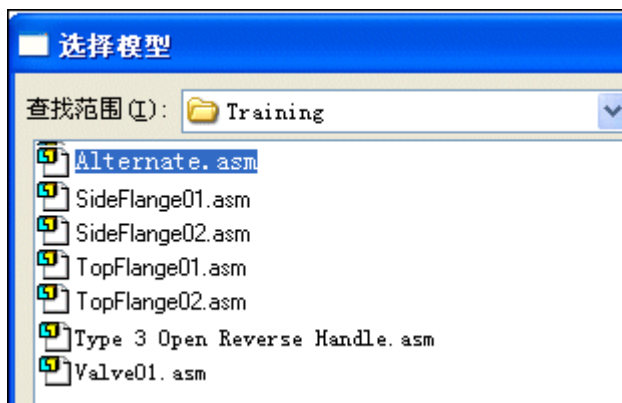 选择模型
查找范围(I): Training
Alternate.asm
SideFlange01.asm
SideFlange02.asm
TopFlange01.asm
TopFlange02.asm
Type 3 Open Reverse Handle.asm
Valve01.asm